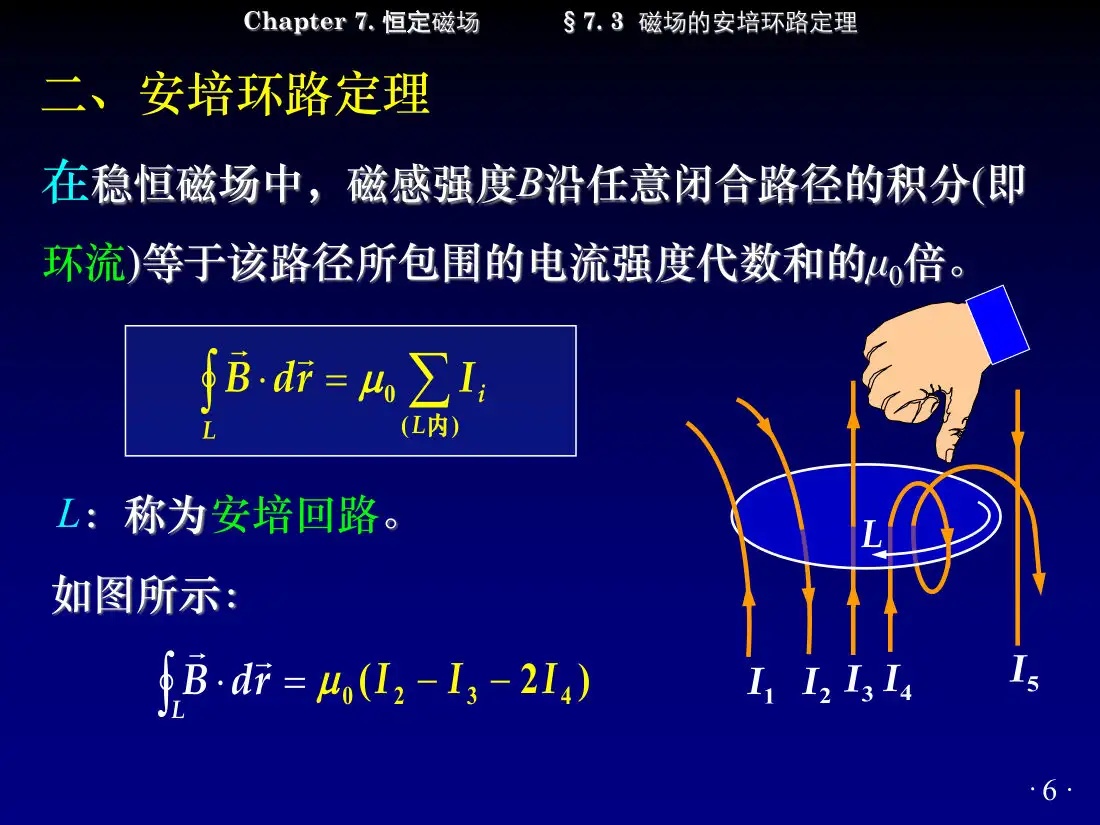 Chapter 7. 恒定磁场 §7. 3 磁场的安培环路定理
二、安培环路定理
在稳恒磁场中，磁感强度B沿任意闭合路径的积分(即
环流)等于该路径所包围的电流强度代数和的μ₀倍。
∮_L B⃗ · dr⃗ = μ₀ ∑_(L内) I_i
L：称为安培回路。
如图所示：
∮_L B⃗ · dr⃗ = μ₀(I₂ − I₃ − 2I₄)
L
I₁ I₂ I₃ I₄ I₅
· 6 ·